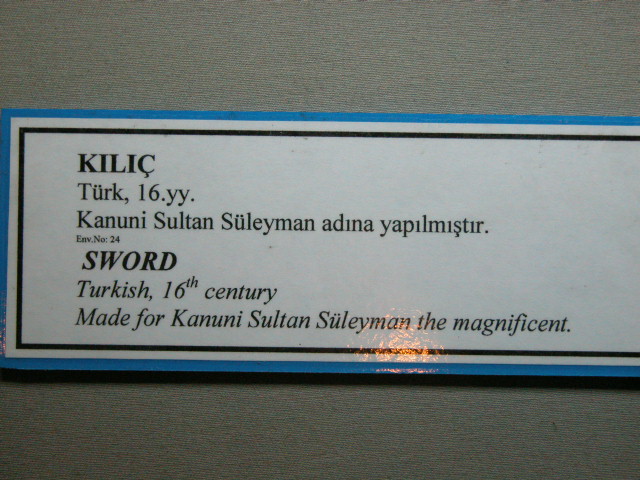 KILIÇ
Türk, 16.yy.
Kanuni Sultan Süleyman adına yapılmıştır.
Env.No: 24
SWORD
Turkish, 16th century
Made for Kanuni Sultan Süleyman the magnificent.